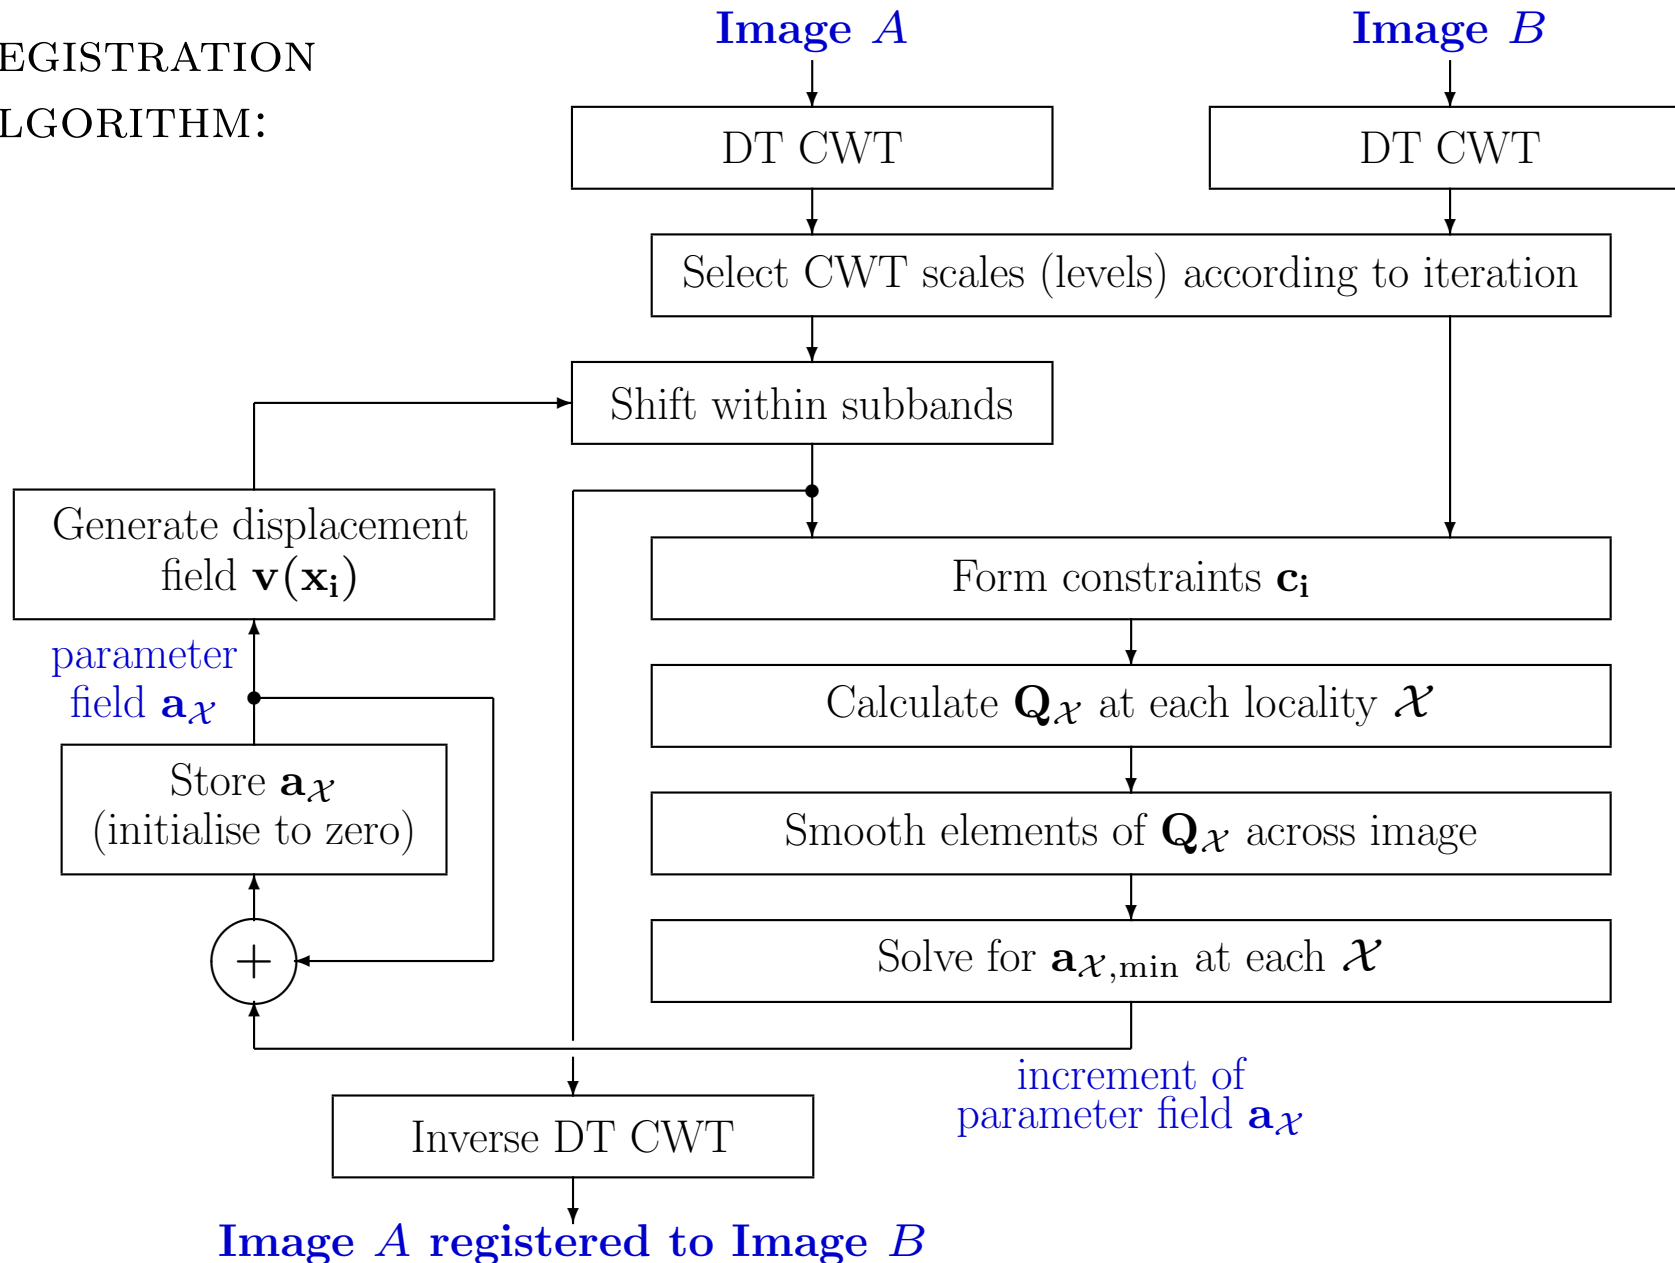 EGISTRATION
LGORITHM:
Image A
Image B
DT CWT
DT CWT
Select CWT scales (levels) according to iteration
Shift within subbands
Generate displacement
field v(xᵢ)
Form constraints cᵢ
parameter
field a𝒳
Calculate Q𝒳 at each locality 𝒳
Store a𝒳
(initialise to zero)
Smooth elements of Q𝒳 across image
+
Solve for a𝒳,min at each 𝒳
increment of
parameter field a𝒳
Inverse DT CWT
Image A registered to Image B